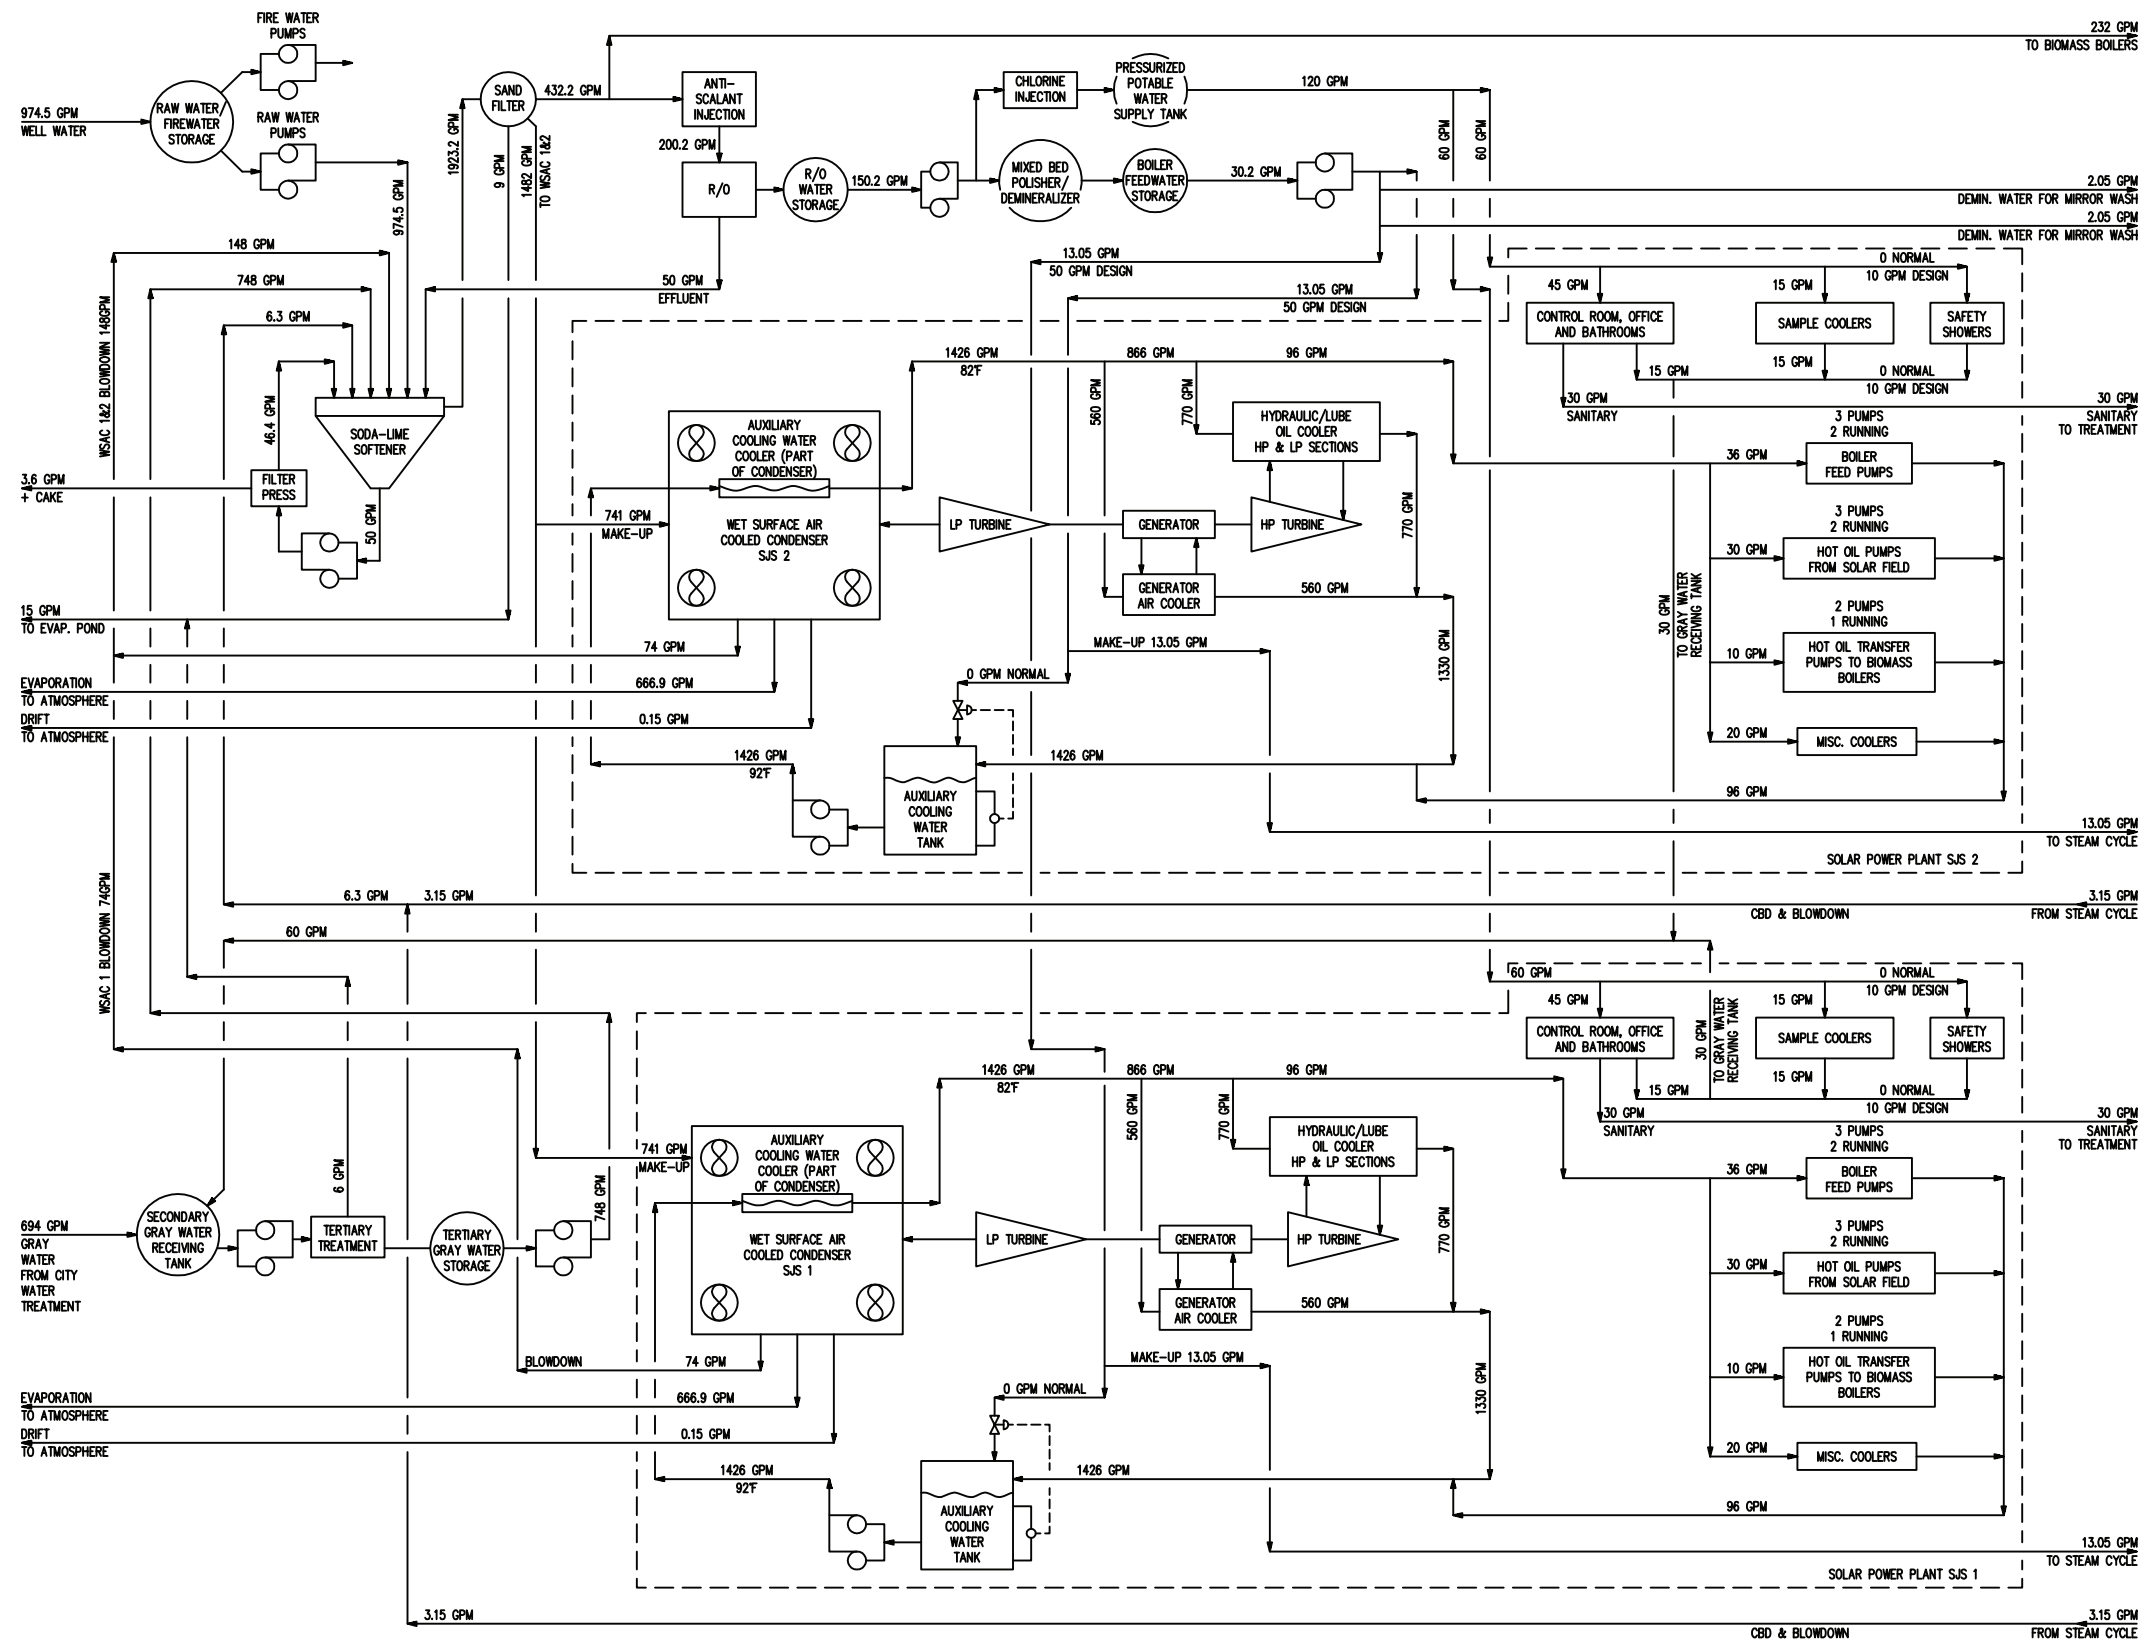 FIRE WATER
PUMPS
232 GPM
TO BIOMASS BOILERS
974.5 GPM
WELL WATER
RAW WATER/
FIREWATER
STORAGE
RAW WATER
PUMPS
974.5 GPM
1923.2 GPM
SAND
FILTER
432.2 GPM
9 GPM
1482 GPM
TO WSAC 1&2
ANTI-
SCALANT
INJECTION
200.2 GPM
R/O
R/O
WATER
STORAGE
150.2 GPM
CHLORINE
INJECTION
PRESSURIZED
POTABLE
WATER
SUPPLY TANK
120 GPM
60 GPM
60 GPM
MIXED BED
POLISHER/
DEMINERALIZER
BOILER
FEEDWATER
STORAGE
30.2 GPM
2.05 GPM
DEMIN. WATER FOR MIRROR WASH
2.05 GPM
DEMIN. WATER FOR MIRROR WASH
148 GPM
748 GPM
6.3 GPM
50 GPM
EFFLUENT
13.05 GPM
50 GPM DESIGN
13.05 GPM
50 GPM DESIGN
WSAC 1&2 BLOWDOWN 148GPM
46.4 GPM
SODA-LIME
SOFTENER
FILTER
PRESS
3.6 GPM
+ CAKE
50 GPM
15 GPM
TO EVAP. POND
0 NORMAL
10 GPM DESIGN
45 GPM
15 GPM
CONTROL ROOM, OFFICE
AND BATHROOMS
SAMPLE COOLERS
SAFETY
SHOWERS
15 GPM
15 GPM
0 NORMAL
10 GPM DESIGN
30 GPM
SANITARY
30 GPM
SANITARY
TO TREATMENT
1426 GPM
82°F
866 GPM
96 GPM
560 GPM
770 GPM
AUXILIARY
COOLING WATER
COOLER (PART
OF CONDENSER)
WET SURFACE AIR
COOLED CONDENSER
SJS 2
741 GPM
MAKE-UP
LP TURBINE
GENERATOR
HP TURBINE
HYDRAULIC/LUBE
OIL COOLER
HP & LP SECTIONS
770 GPM
GENERATOR
AIR COOLER
560 GPM
1330 GPM
3 PUMPS
2 RUNNING
36 GPM
BOILER
FEED PUMPS
3 PUMPS
2 RUNNING
30 GPM
HOT OIL PUMPS
FROM SOLAR FIELD
2 PUMPS
1 RUNNING
10 GPM
HOT OIL TRANSFER
PUMPS TO BIOMASS
BOILERS
20 GPM
MISC. COOLERS
96 GPM
30 GPM
TO GRAY WATER
RECEIVING TANK
74 GPM
EVAPORATION
TO ATMOSPHERE
666.9 GPM
DRIFT
TO ATMOSPHERE
0.15 GPM
MAKE-UP 13.05 GPM
0 GPM NORMAL
1426 GPM
92°F
1426 GPM
AUXILIARY
COOLING
WATER
TANK
13.05 GPM
TO STEAM CYCLE
SOLAR POWER PLANT SJS 2
WSAC 1 BLOWDOWN 74GPM
6.3 GPM
3.15 GPM
CBD & BLOWDOWN
3.15 GPM
FROM STEAM CYCLE
60 GPM
60 GPM
0 NORMAL
10 GPM DESIGN
45 GPM
15 GPM
30 GPM
TO GRAY WATER
RECEIVING TANK
CONTROL ROOM, OFFICE
AND BATHROOMS
SAMPLE COOLERS
SAFETY
SHOWERS
15 GPM
15 GPM
0 NORMAL
10 GPM DESIGN
30 GPM
SANITARY
30 GPM
SANITARY
TO TREATMENT
1426 GPM
82°F
866 GPM
96 GPM
560 GPM
770 GPM
AUXILIARY
COOLING WATER
COOLER (PART
OF CONDENSER)
WET SURFACE AIR
COOLED CONDENSER
SJS 1
741 GPM
MAKE-UP
6 GPM
748 GPM
694 GPM
GRAY
WATER
FROM CITY
WATER
TREATMENT
SECONDARY
GRAY WATER
RECEIVING
TANK
TERTIARY
TREATMENT
TERTIARY
GRAY WATER
STORAGE
LP TURBINE
GENERATOR
HP TURBINE
HYDRAULIC/LUBE
OIL COOLER
HP & LP SECTIONS
770 GPM
GENERATOR
AIR COOLER
560 GPM
1330 GPM
3 PUMPS
2 RUNNING
36 GPM
BOILER
FEED PUMPS
3 PUMPS
2 RUNNING
30 GPM
HOT OIL PUMPS
FROM SOLAR FIELD
2 PUMPS
1 RUNNING
10 GPM
HOT OIL TRANSFER
PUMPS TO BIOMASS
BOILERS
20 GPM
MISC. COOLERS
96 GPM
BLOWDOWN
74 GPM
EVAPORATION
TO ATMOSPHERE
666.9 GPM
DRIFT
TO ATMOSPHERE
0.15 GPM
MAKE-UP 13.05 GPM
0 GPM NORMAL
1426 GPM
92°F
1426 GPM
AUXILIARY
COOLING
WATER
TANK
13.05 GPM
TO STEAM CYCLE
SOLAR POWER PLANT SJS 1
3.15 GPM
CBD & BLOWDOWN
3.15 GPM
FROM STEAM CYCLE